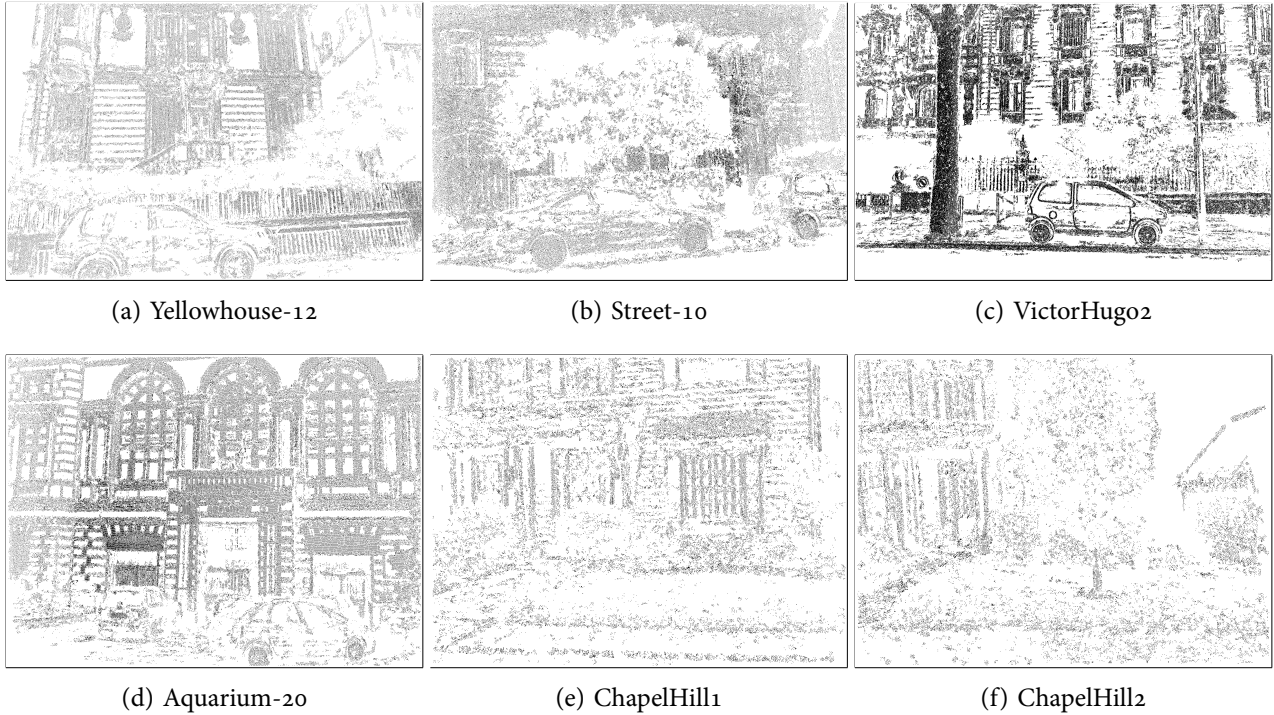 (a) Yellowhouse-12
(b) Street-10
(c) VictorHugo2
(d) Aquarium-20
(e) ChapelHill1
(f) ChapelHill2